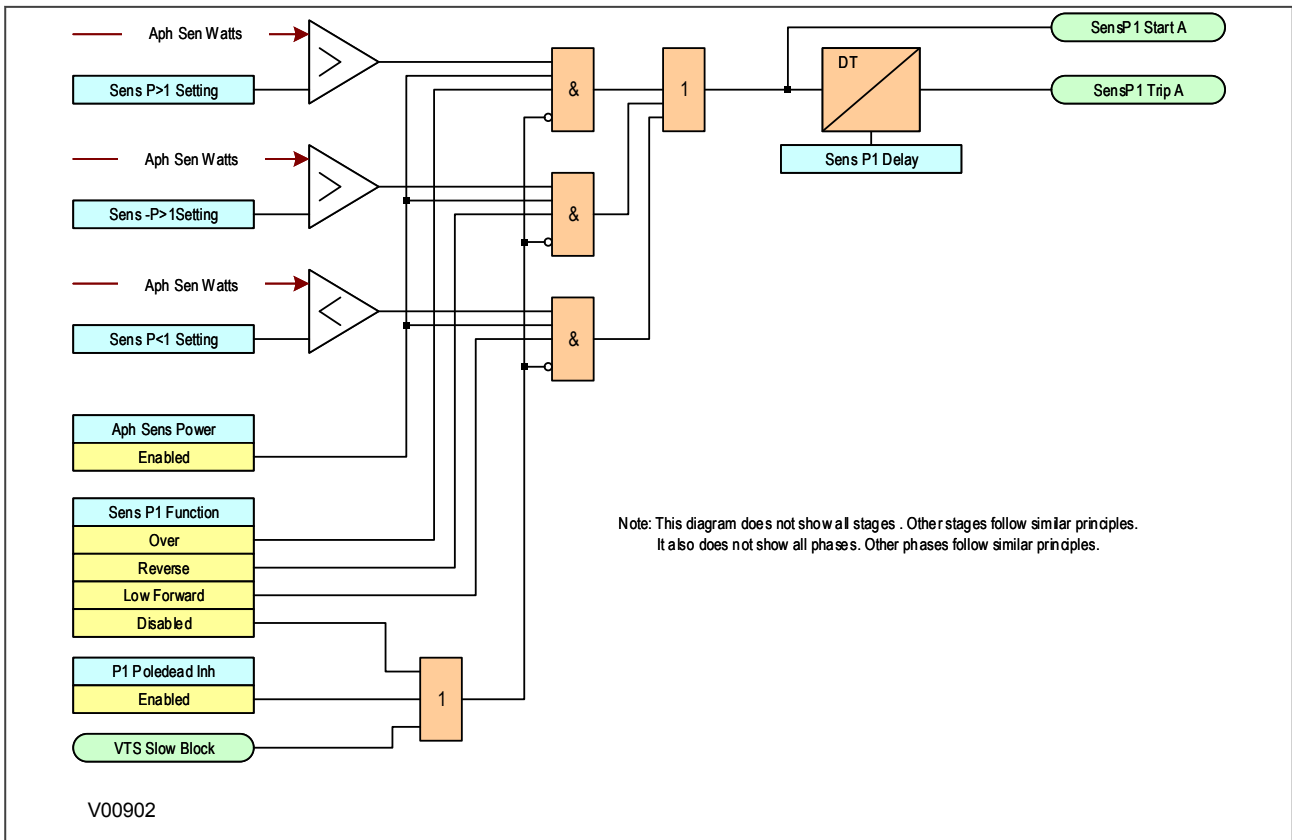 Aph Sen Watts
Sens P>1 Setting
Aph Sen Watts
Sens -P>1Setting
Aph Sen Watts
Sens P<1 Setting
Aph Sens Power
Enabled
Sens P1 Function
Over
Reverse
Low Forward
Disabled
P1 Poledead Inh
Enabled
VTS Slow Block
&
&
&
1
1
DT
Sens P1 Delay
SensP1 Start A
SensP1 Trip A
Note: This diagram does not show all stages . Other stages follow similar principles.
It also does not show all phases. Other phases follow similar principles.
V00902